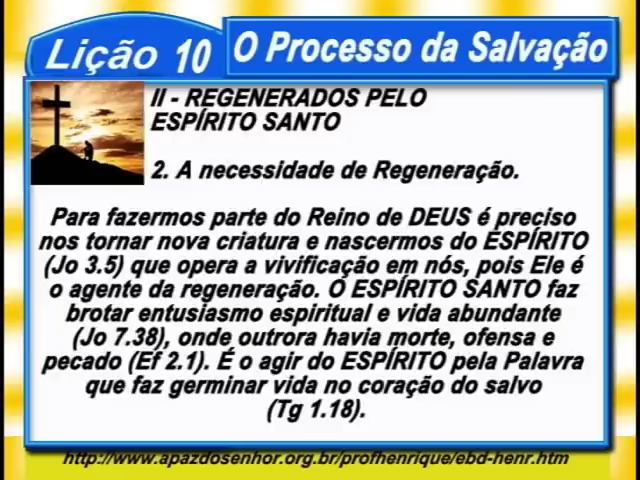 Lição 10
O Processo da Salvação
II - REGENERADOS PELO
ESPÍRITO SANTO
2. A necessidade de Regeneração.
Para fazermos parte do Reino de DEUS é preciso
nos tornar nova criatura e nascermos do ESPÍRITO
(Jo 3.5) que opera a vivificação em nós, pois Ele é
o agente da regeneração. O ESPÍRITO SANTO faz
brotar entusiasmo espiritual e vida abundante
(Jo 7.38), onde outrora havia morte, ofensa e
pecado (Ef 2.1). É o agir do ESPÍRITO pela Palavra
que faz germinar vida no coração do salvo
(Tg 1.18).
http://www.apazdosenhor.org.br/profhenrique/ebd-henr.htm